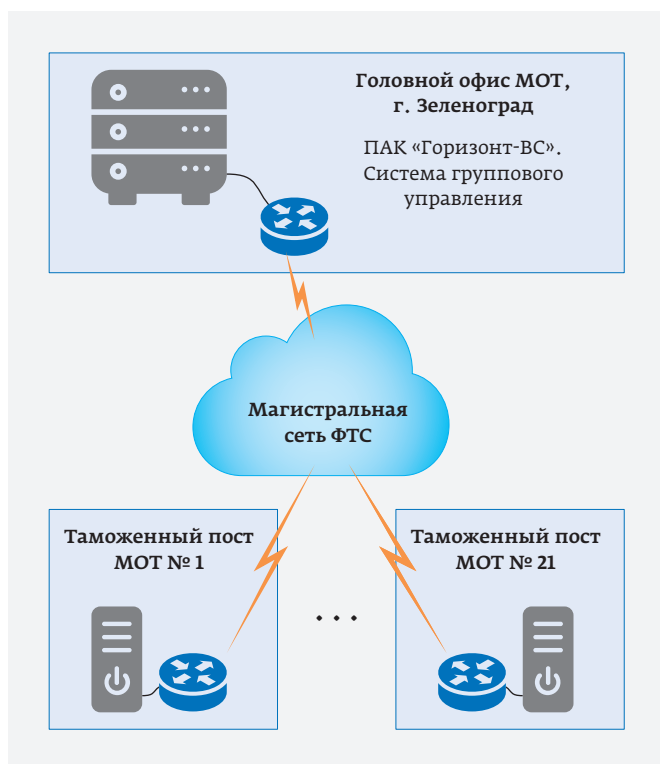 Головной офис МОТ,
г. Зеленоград
ПАК «Горизонт-ВС».
Система группового
управления
Магистральная
сеть ФТС
Таможенный пост
МОТ № 1
Таможенный пост
МОТ № 21
. . .